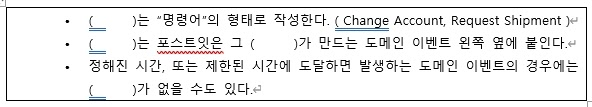 • (      )는 “명령어”의 형태로 작성한다. ( Change Account, Request Shipment )↵
• (      )는 포스트잇은 그 (      )가 만드는 도메인 이벤트 왼쪽 옆에 붙인다.↵
• 정해진 시간, 또는 제한된 시간에 도달하면 발생하는 도메인 이벤트의 경우에는
(      )가 없을 수도 있다.↵